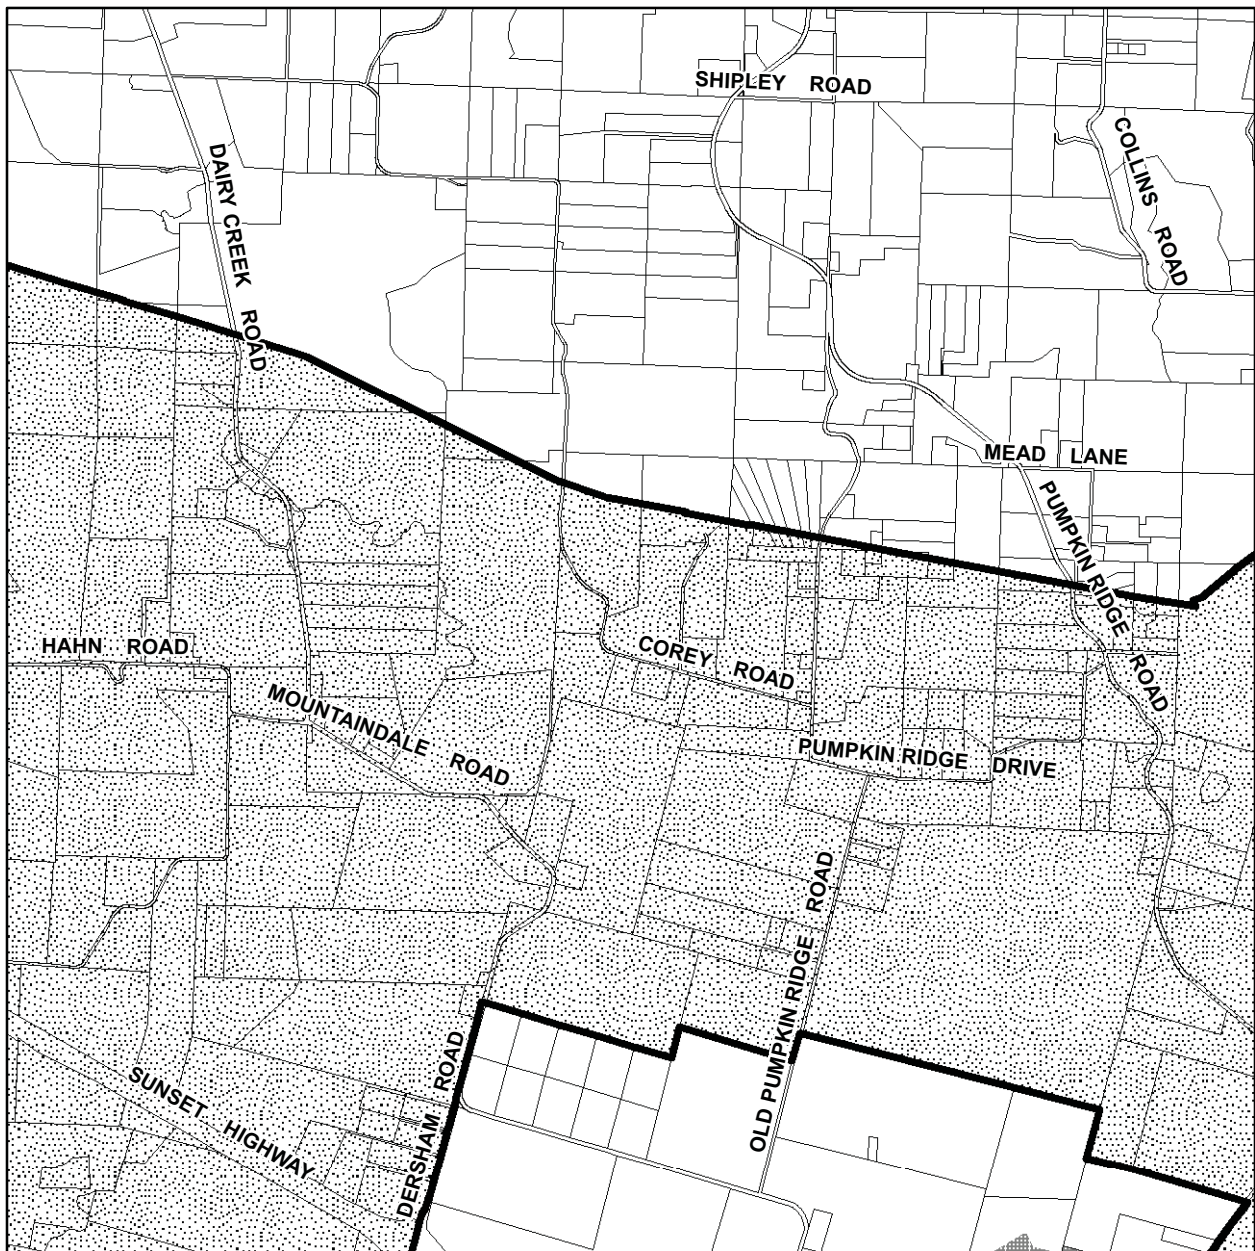 SHIPLEY ROAD
COLLINS ROAD
DAIRY CREEK ROAD
MEAD LANE
PUMPKIN RIDGE ROAD
HAHN ROAD
COREY ROAD
MOUNTAINDALE ROAD
PUMPKIN RIDGE DRIVE
OLD PUMPKIN RIDGE ROAD
DERSHAM ROAD
SUNSET HIGHWAY